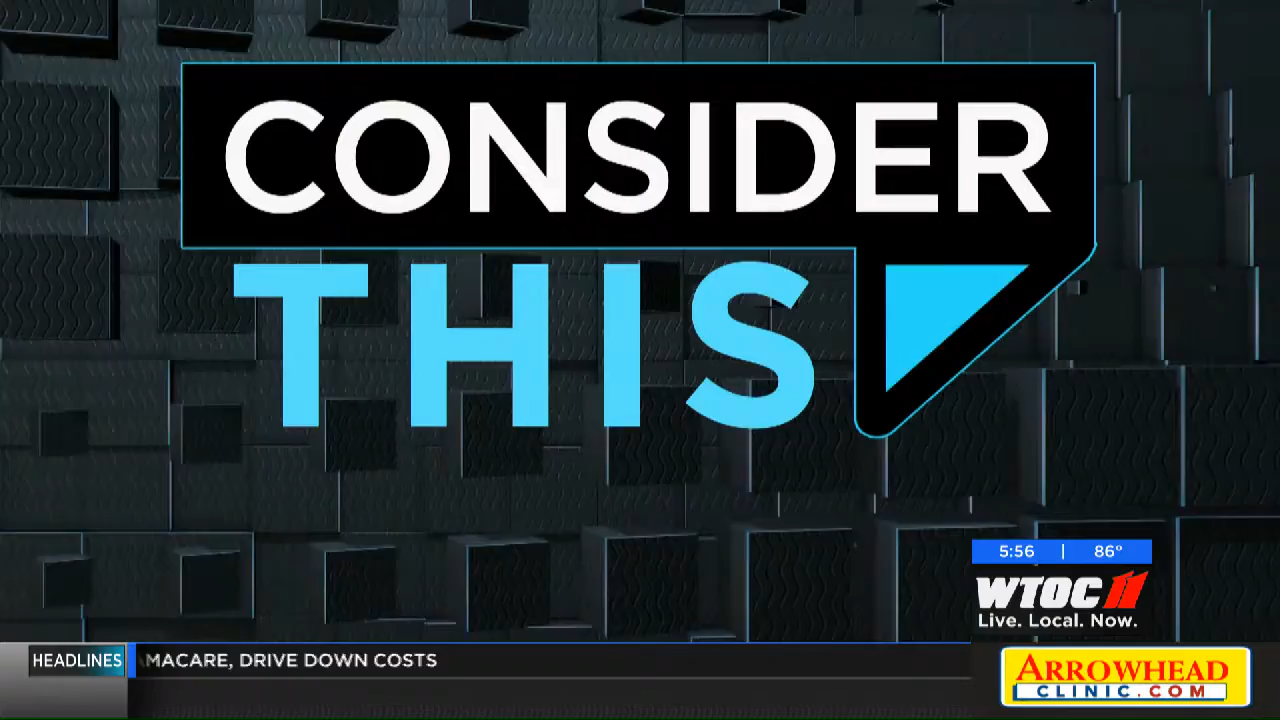 CONSIDER
THIS
5:56 | 86°
WTOC 11
Live. Local. Now.
HEADLINES
MACARE, DRIVE DOWN COSTS
ARROWHEAD
CLINIC.COM